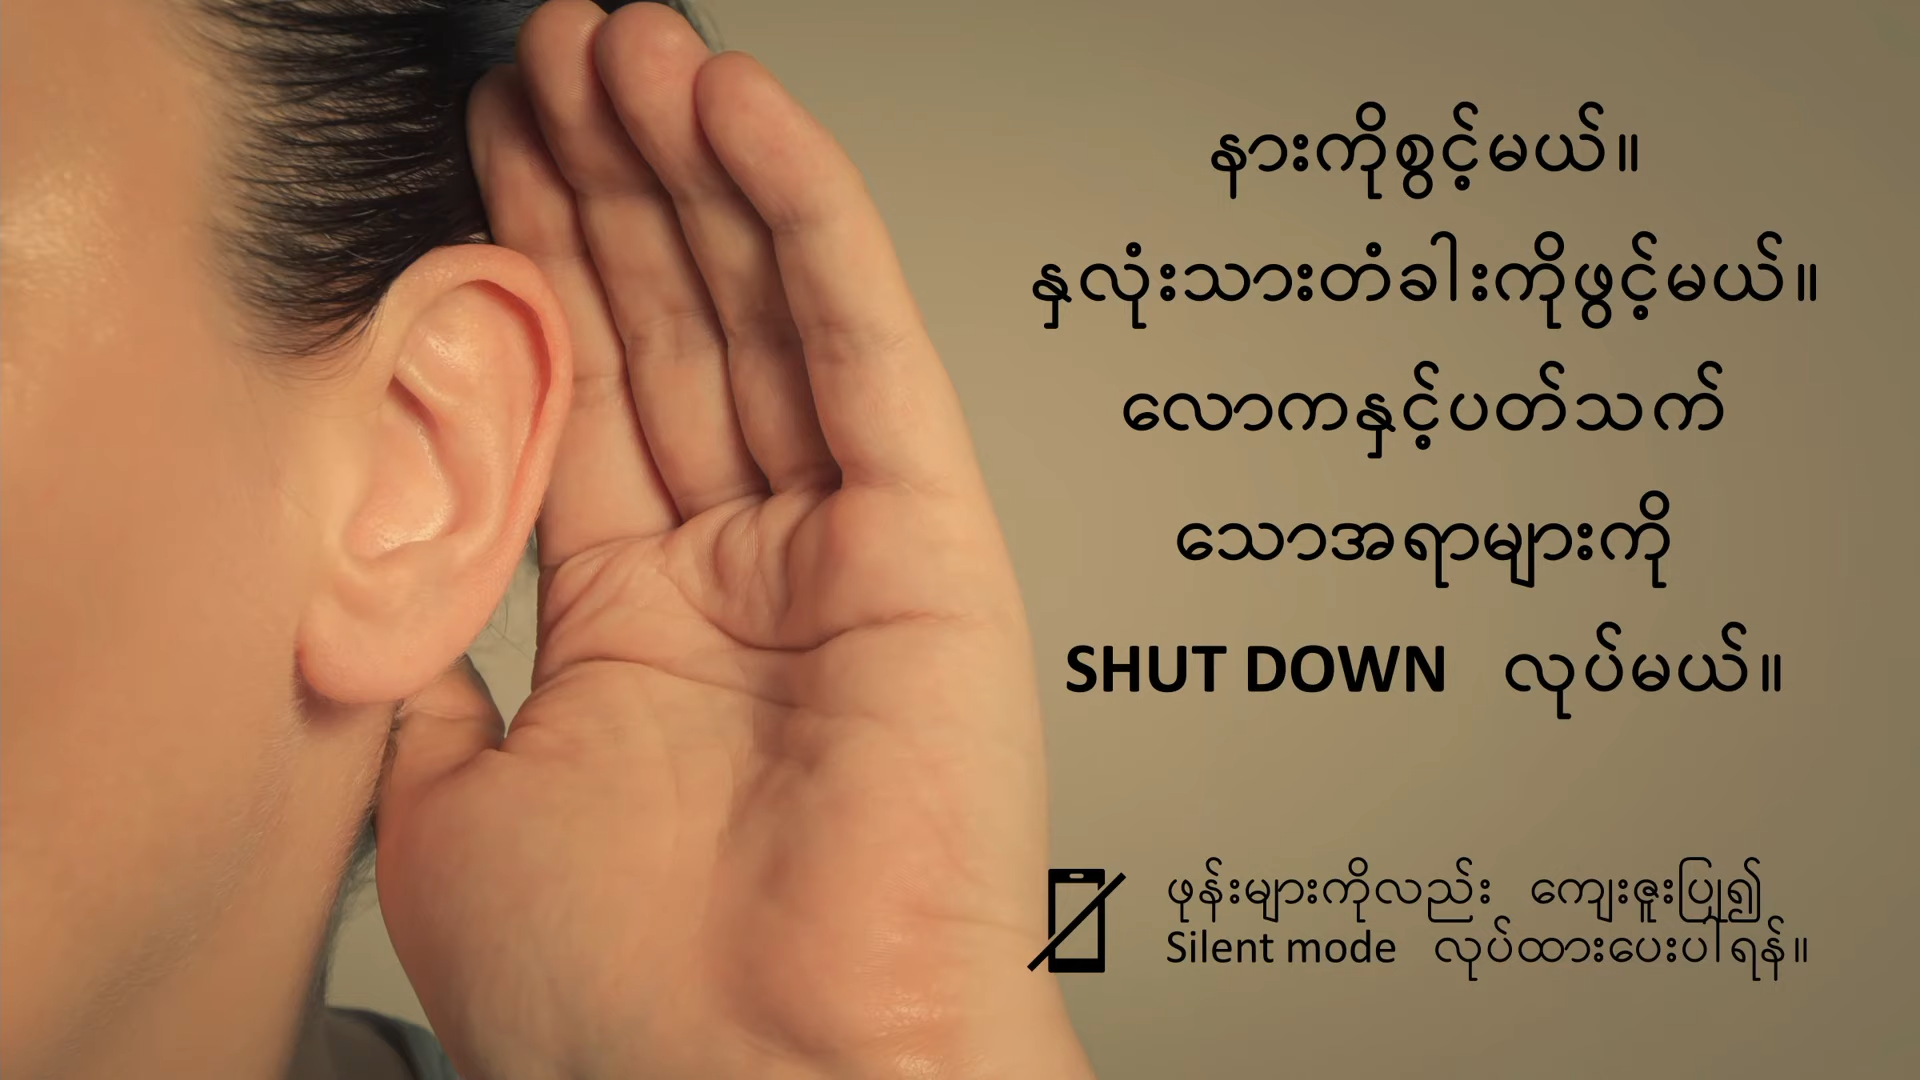 နားကိုစွင့်မယ်။
နှလုံးသားတံခါးကိုဖွင့်မယ်။
လောကနှင့်ပတ်သက်
သောအရာများကို
SHUT DOWN လုပ်မယ်။
ဖုန်းများကိုလည်း ကျေးဇူးပြု၍
Silent mode လုပ်ထားပေးပါရန်။